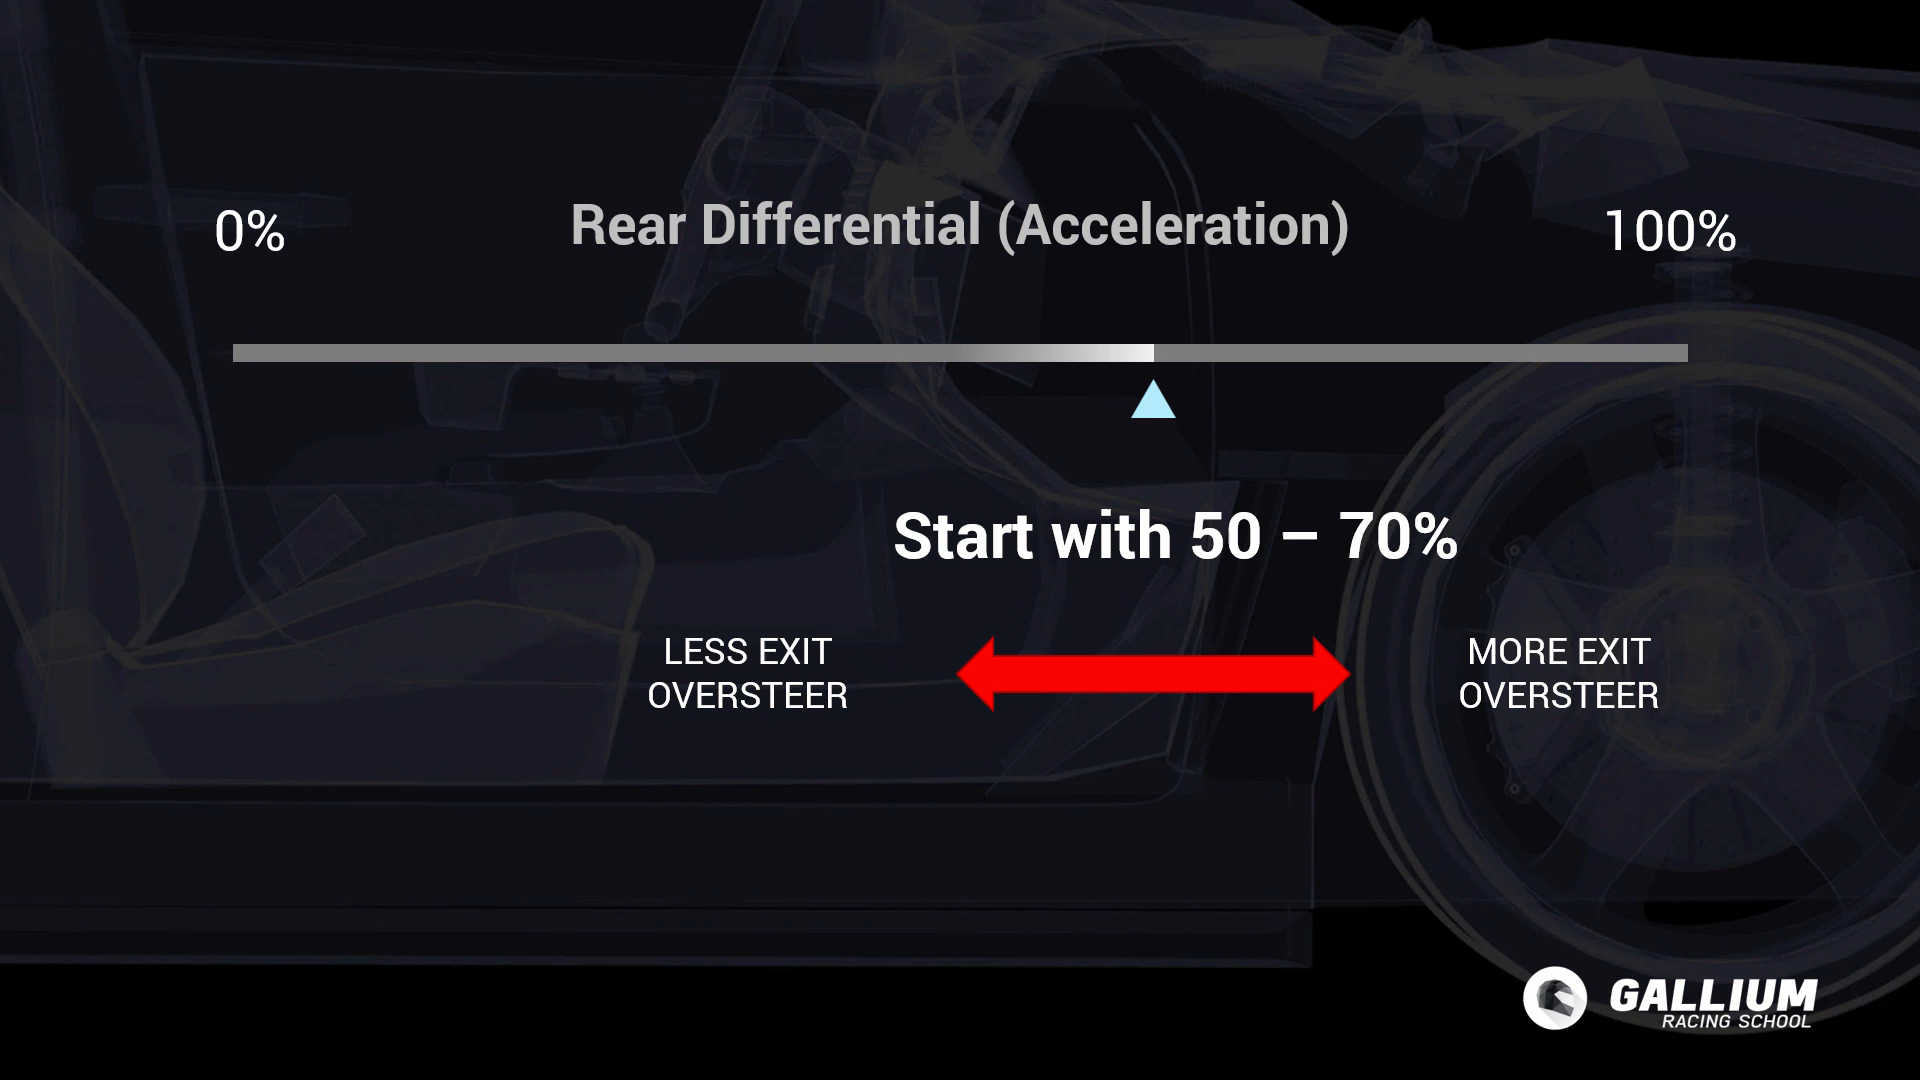 0%
Rear Differential (Acceleration)
100%
Start with 50 – 70%
LESS EXIT
OVERSTEER
MORE EXIT
OVERSTEER
GALLIUM
RACING SCHOOL